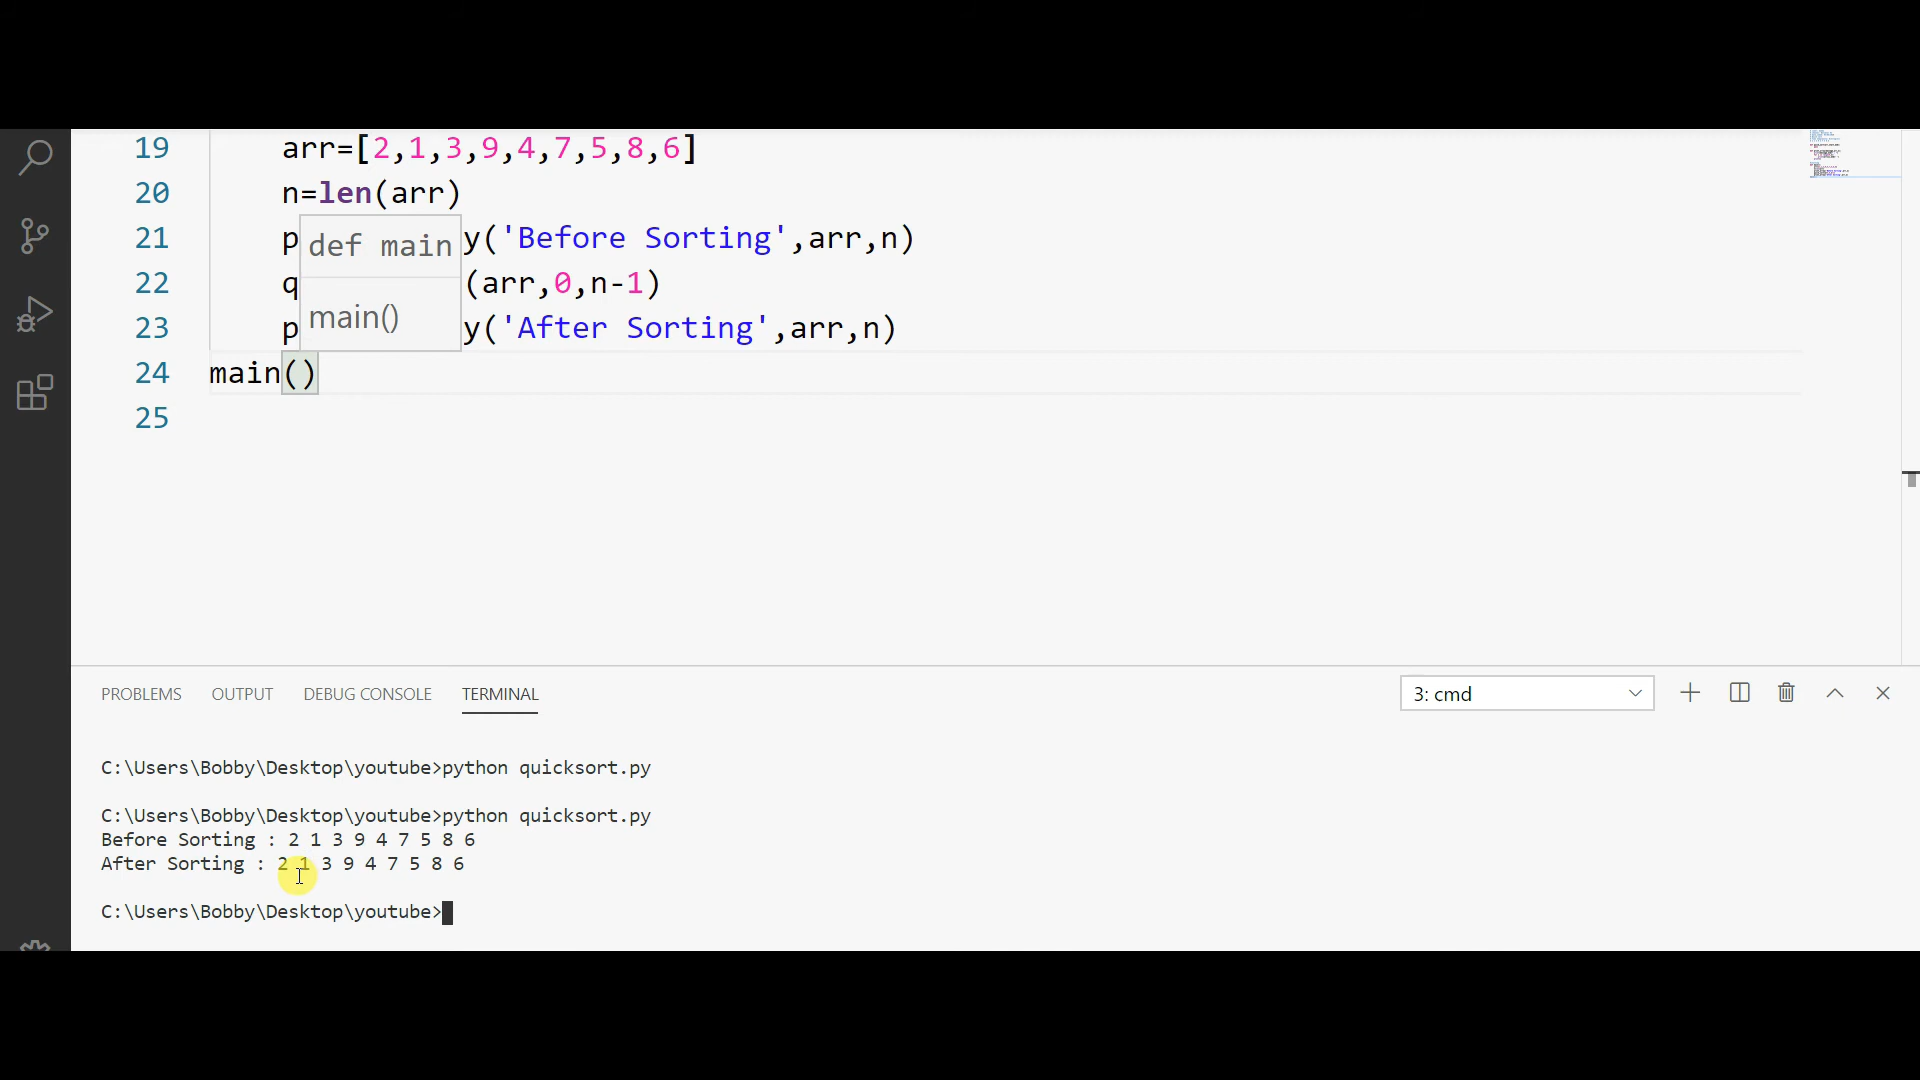 19 arr=[2,1,3,9,4,7,5,8,6]
20 n=len(arr)
21 p y('Before Sorting',arr,n)
def main
22 q (arr,0,n-1)
main()
23 p y('After Sorting',arr,n)
24 main()
25
PROBLEMS OUTPUT DEBUG CONSOLE TERMINAL 3: cmd
C:\Users\Bobby\Desktop\youtube>python quicksort.py
C:\Users\Bobby\Desktop\youtube>python quicksort.py
Before Sorting : 2 1 3 9 4 7 5 8 6
After Sorting : 2 1 3 9 4 7 5 8 6
C:\Users\Bobby\Desktop\youtube>